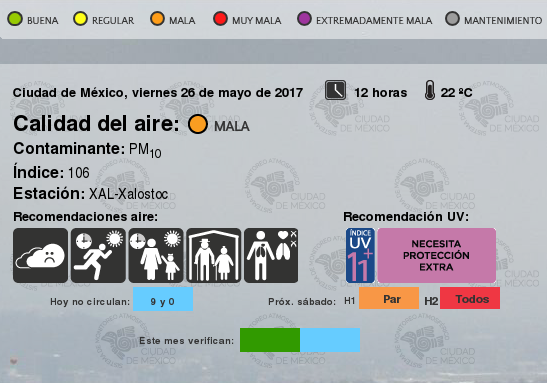 BUENA REGULAR MALA MUY MALA EXTREMADAMENTE MALA MANTENIMIENTO
Ciudad de México, viernes 26 de mayo de 2017 12 horas 22 ºC
Calidad del aire: MALA
Contaminante: PM10
Índice: 106
Estación: XAL-Xalostoc
Recomendaciones aire: Recomendación UV:
ÍNDICE
UV
11+
NECESITA
PROTECCIÓN
EXTRA
Hoy no circulan: 9 y 0 Próx. sábado: H1 Par H2 Todos
Este mes verifican: